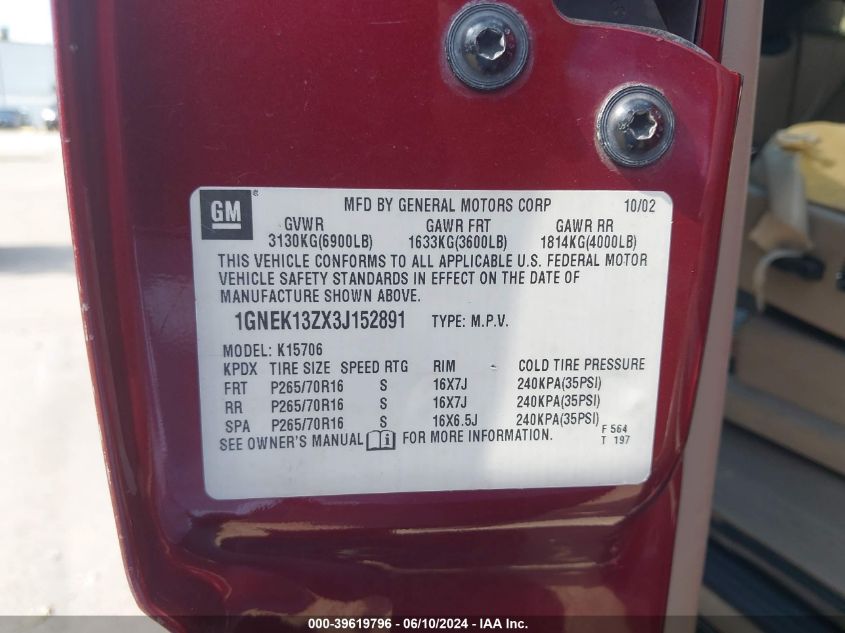 GM ® MFD BY GENERAL MOTORS CORP 10/02
GVWR GAWR FRT GAWR RR
3130KG(6900LB) 1633KG(3600LB) 1814KG(4000LB)
THIS VEHICLE CONFORMS TO ALL APPLICABLE U.S. FEDERAL MOTOR
VEHICLE SAFETY STANDARDS IN EFFECT ON THE DATE OF
MANUFACTURE SHOWN ABOVE.
1GNEK13ZX3J152891 TYPE: M.P.V.
MODEL: K15706
KPDX TIRE SIZE SPEED RTG RIM COLD TIRE PRESSURE
FRT P265/70R16 S 16X7J 240KPA(35PSI)
RR P265/70R16 S 16X7J 240KPA(35PSI)
SPA P265/70R16 S 16X6.5J 240KPA(35PSI) F 564
SEE OWNER'S MANUAL FOR MORE INFORMATION. T 197
000-39619796 - 06/10/2024 - IAA, Inc.